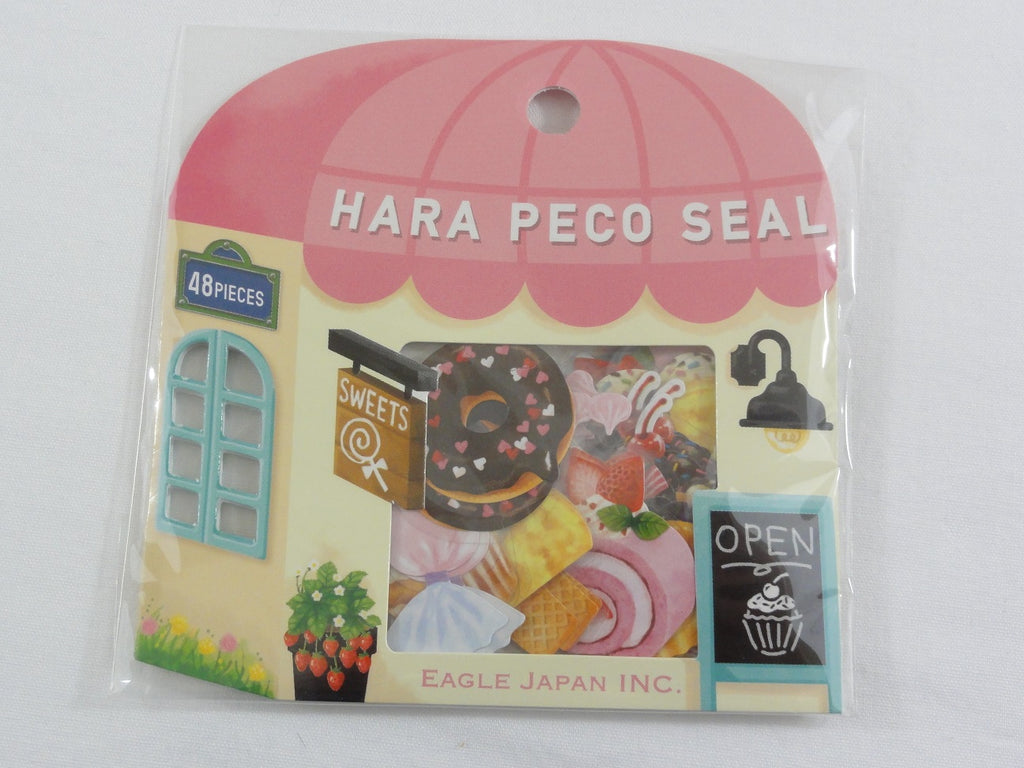 HARA PECO SEAL
48PIECES
SWEETS
OPEN
EAGLE JAPAN INC.